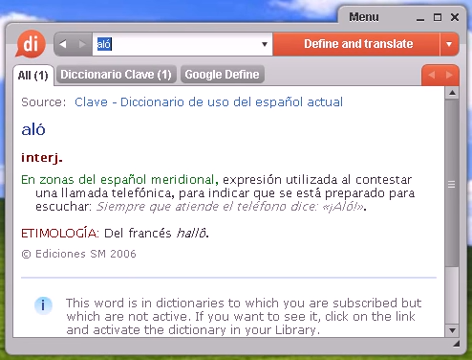 Menu
di
aló
Define and translate
All (1)
Diccionario Clave (1)
Google Define
Source: Clave - Diccionario de uso del español actual
aló
interj.
En zonas del español meridional, expresión utilizada al contestar
una llamada telefónica, para indicar que se está preparado para
escuchar: Siempre que atiende el teléfono dice: «¡Aló!».
ETIMOLOGÍA: Del francés hallô.
© Ediciones SM 2006
i
This word is in dictionaries to which you are subscribed but
which are not active. If you want to see it, click on the link
and activate the dictionary in your Library.